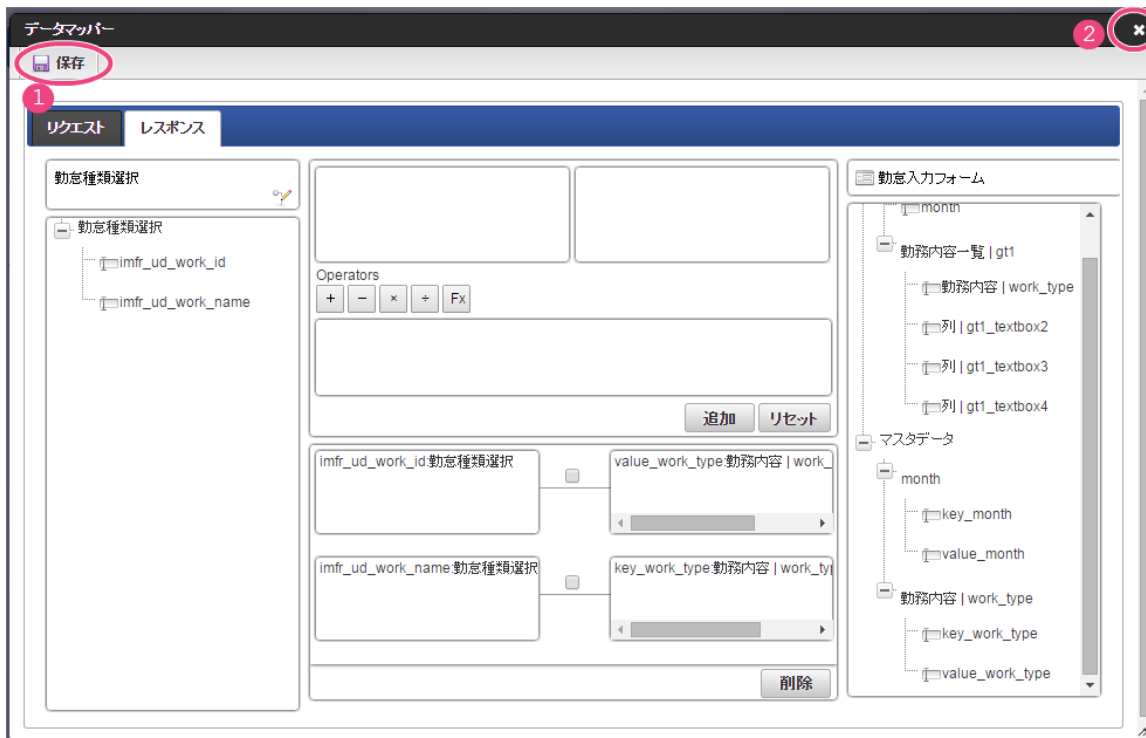 データマッパー
2
×
保存
1
リクエスト
レスポンス
勤怠種類選択
勤怠種類選択
imfr_ud_work_id
imfr_ud_work_name
Operators
+
−
×
÷
Fx
追加
リセット
imfr_ud_work_id:勤怠種類選択
value_work_type:勤務内容 | work_
imfr_ud_work_name:勤怠種類選択
key_work_type:勤務内容 | work_ty
削除
勤怠入力フォーム
month
勤務内容一覧 | gt1
勤務内容 | work_type
列 | gt1_textbox2
列 | gt1_textbox3
列 | gt1_textbox4
マスタデータ
month
key_month
value_month
勤務内容 | work_type
key_work_type
value_work_type